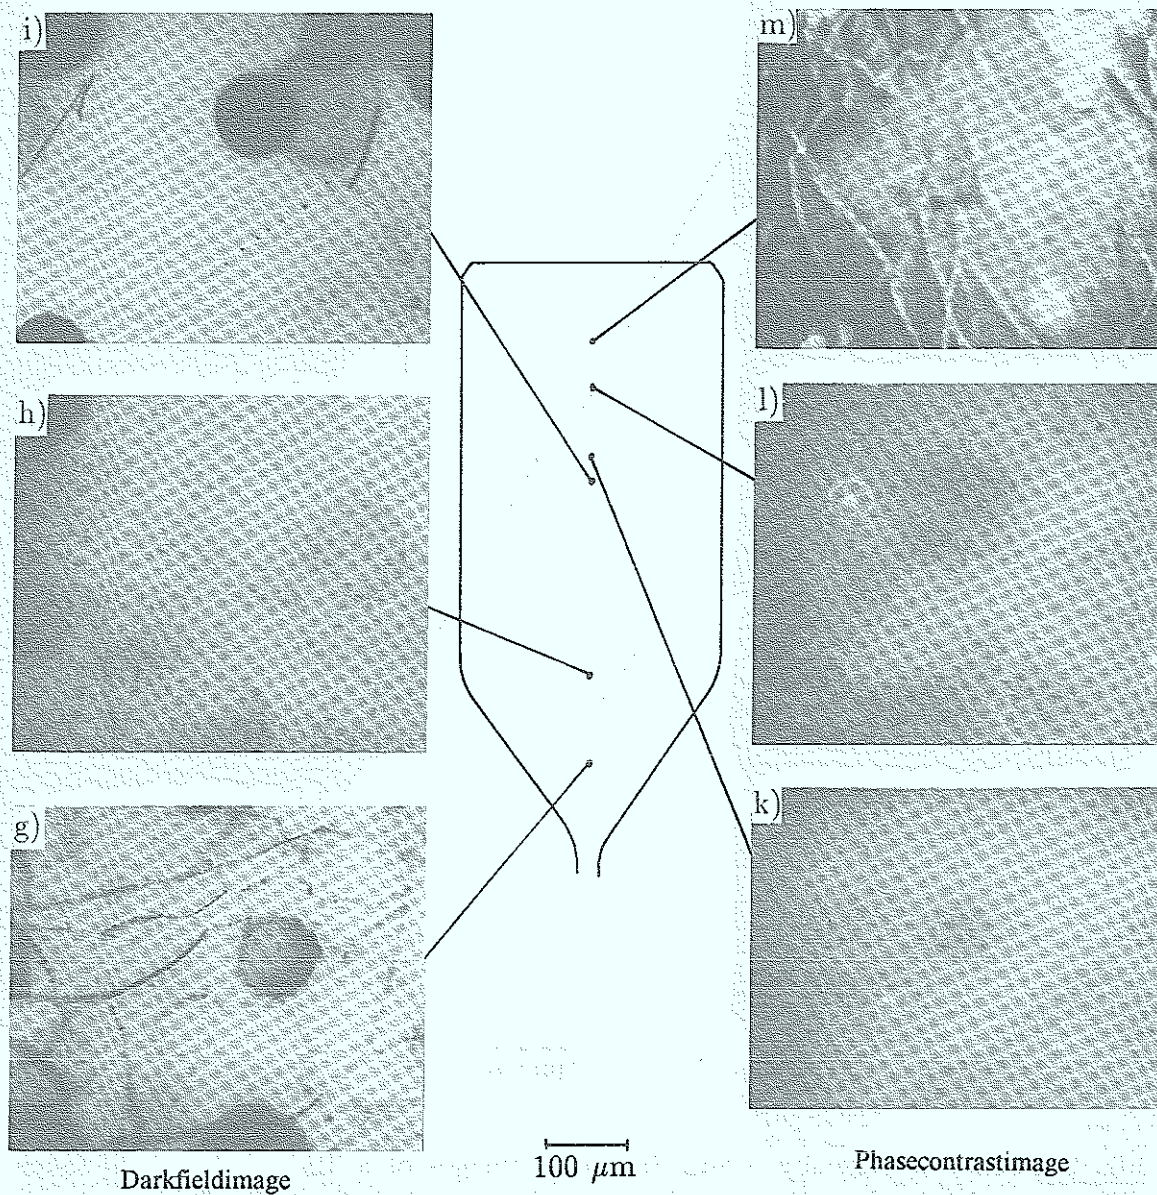 i)
m)
h)
l)
g)
k)
100 μm
Darkfieldimage
Phasecontrastimage